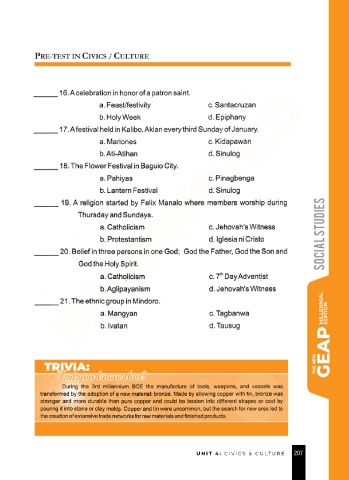 PRE-TEST IN CIVICS / CULTURE
______ 16. A celebration in honor of a patron saint.
a. Feast/festivity c. Santacruzan
b. Holy Week d. Epiphany
______ 17. A festival held in Kalibo, Aklan every third Sunday of January.
a. Mariones c. Kidapawan
b. Ati-Atihan d. Sinulog
______ 18. The Flower Festival in Baguio City.
a. Pahiyas c. Pinagbenga
b. Lantern Festival d. Sinulog
______ 19. A religion started by Felix Manalo where members worship during
Thursday and Sundays.
a. Catholicism c. Jehovah's Witness
b. Protestantism d. Iglesia ni Cristo
______ 20. Belief in three persons in one God; God the Father, God the Son and
God the Holy Spirit.
a. Catholicism c. 7th Day Adventist
b. Aglipayanism d. Jehovah's Witness
______ 21. The ethnic group in Mindoro.
a. Mangyan c. Tagbanwa
b. Ivatan d. Tausug
SOCIAL STUDIES
THE NEW
GEAP MILLENNIAL
EDITION
TRIVIA:
Did you know that?
During the 3rd millennium BCE the manufacture of tools, weapons, and vessels was
transformed by the adoption of a new material: bronze. Made by alloying copper with tin, bronze was
stronger and more durable than pure copper and could be beaten into different shapes or cast by
pouring it into stone or clay molds. Copper and tin were uncommon, but the search for new ores led to
the creation of extensive trade networks for raw materials and finished products.
UNIT 4: CIVICS & CULTURE 207